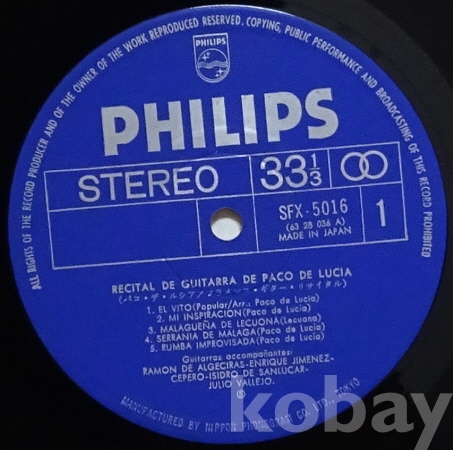 ALL RIGHTS OF THE RECORD PRODUCER AND OF THE OWNER OF THE WORK REPRODUCED RESERVED. COPYING, PUBLIC PERFORMANCE AND BROADCASTING OF THIS RECORD PROHIBITED
PHILIPS
PHILIPS
STEREO 33⅓
SFX-5016
(63 28 036 A)
MADE IN JAPAN
1
RECITAL DE GUITARRA DE PACO DE LUCIA
(パコ・デ・ルシア/フラメンコ・ギター・リサイタル)
1. EL VITO(Popular/Arr.: Paco de Lucia)
2. MI INSPIRACION(Paco de Lucia)
3. MALAGUEÑA DE LECUONA(Lecuona)
4. SERRANIA DE MALAGA(Paco de Lucia)
5. RUMBA IMPROVISADA(Paco de Lucia)
Guitarras accompañantes:
RAMON DE ALGECIRAS-ENRIQUE JIMENEZ-
CEPERO-ISIDRO DE SANLUCAR-
JULIO VALLEJO.
MANUFACTURED BY NIPPON PHONOGRAM CO., LTD., TOKYO
kobay